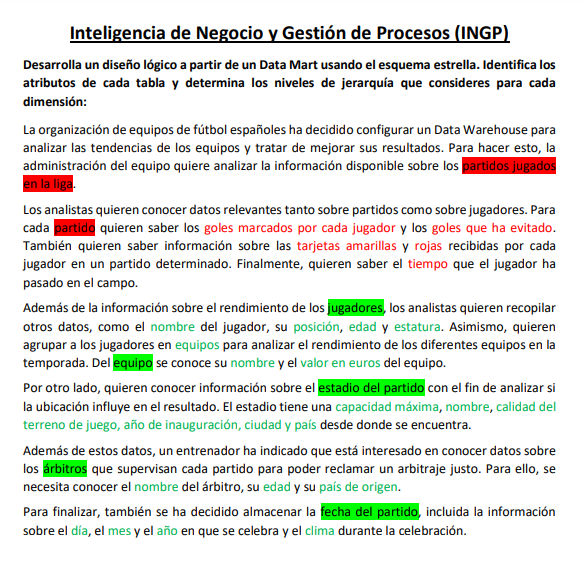 Inteligencia de Negocio y Gestión de Procesos (INGP)
Desarrolla un diseño lógico a partir de un Data Mart usando el esquema estrella. Identifica los
atributos de cada tabla y determina los niveles de jerarquía que consideres para cada
dimensión:
La organización de equipos de fútbol españoles ha decidido configurar un Data Warehouse para
analizar las tendencias de los equipos y tratar de mejorar sus resultados. Para hacer esto, la
administración del equipo quiere analizar la información disponible sobre los partidos jugados
en la liga.
Los analistas quieren conocer datos relevantes tanto sobre partidos como sobre jugadores. Para
cada partido quieren saber los goles marcados por cada jugador y los goles que ha evitado.
También quieren saber información sobre las tarjetas amarillas y rojas recibidas por cada
jugador en un partido determinado. Finalmente, quieren saber el tiempo que el jugador ha
pasado en el campo.
Además de la información sobre el rendimiento de los jugadores, los analistas quieren recopilar
otros datos, como el nombre del jugador, su posición, edad y estatura. Asimismo, quieren
agrupar a los jugadores en equipos para analizar el rendimiento de los diferentes equipos en la
temporada. Del equipo se conoce su nombre y el valor en euros del equipo.
Por otro lado, quieren conocer información sobre el estadio del partido con el fin de analizar si
la ubicación influye en el resultado. El estadio tiene una capacidad máxima, nombre, calidad del
terreno de juego, año de inauguración, ciudad y país desde donde se encuentra.
Además de estos datos, un entrenador ha indicado que está interesado en conocer datos sobre
los árbitros que supervisan cada partido para poder reclamar un arbitraje justo. Para ello, se
necesita conocer el nombre del árbitro, su edad y su país de origen.
Para finalizar, también se ha decidido almacenar la fecha del partido, incluida la información
sobre el día, el mes y el año en que se celebra y el clima durante la celebración.